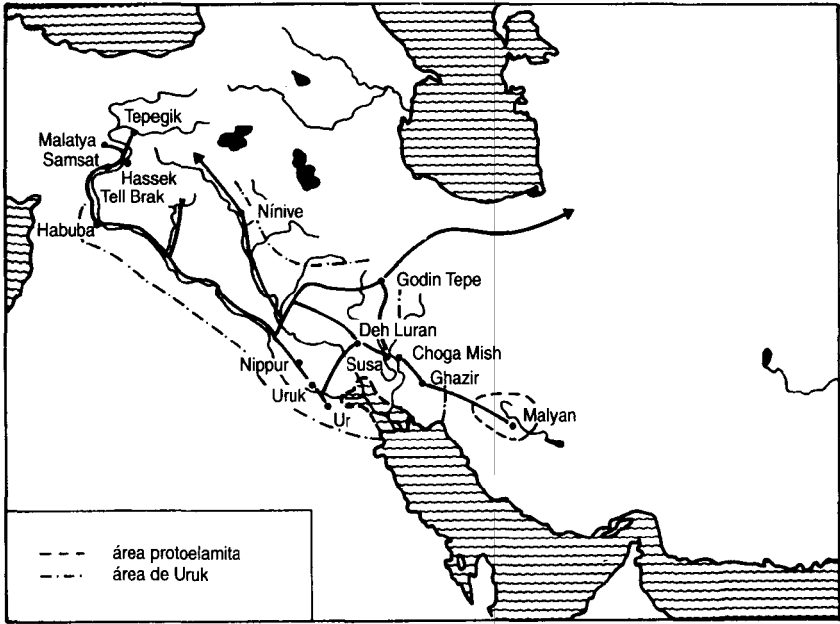 Tepegik
Malatya
Samsat
Hassek
Tell Brak
Nínive
Habuba
Godin Tepe
Deh Luran
Choga Mish
Nippur
Susa
Ghazir
Uruk
Ur
Malyan
área protoelamita
área de Uruk